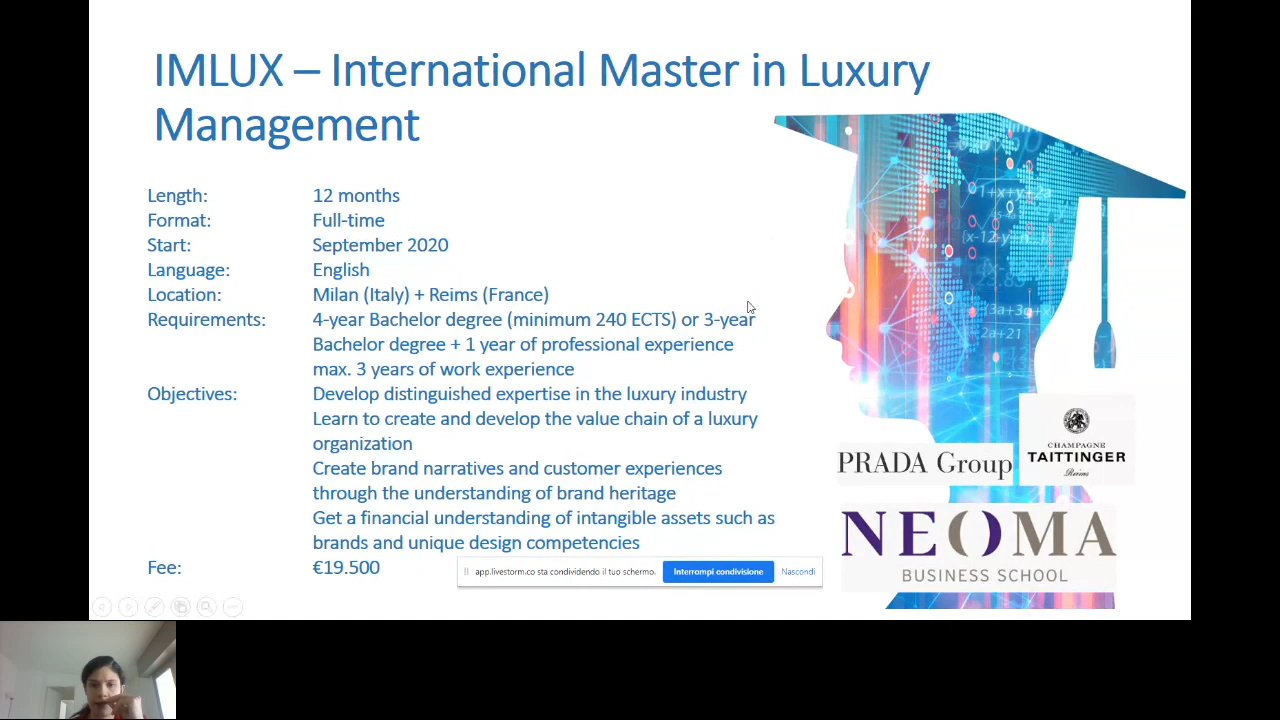 IMLUX – International Master in Luxury
Management
Length: 12 months
Format: Full-time
Start: September 2020
Language: English
Location: Milan (Italy) + Reims (France)
Requirements: 4-year Bachelor degree (minimum 240 ECTS) or 3-year
Bachelor degree + 1 year of professional experience
max. 3 years of work experience
Objectives: Develop distinguished expertise in the luxury industry
Learn to create and develop the value chain of a luxury
organization
Create brand narratives and customer experiences
through the understanding of brand heritage
Get a financial understanding of intangible assets such as
brands and unique design competencies
Fee: €19.500
1+x+y+2a
PRADA Group
CHAMPAGNE
TAITTINGER
Reims
NEOMA
BUSINESS SCHOOL
app.livestorm.co sta condividendo il tuo schermo. Interrompi condivisione Nascondi